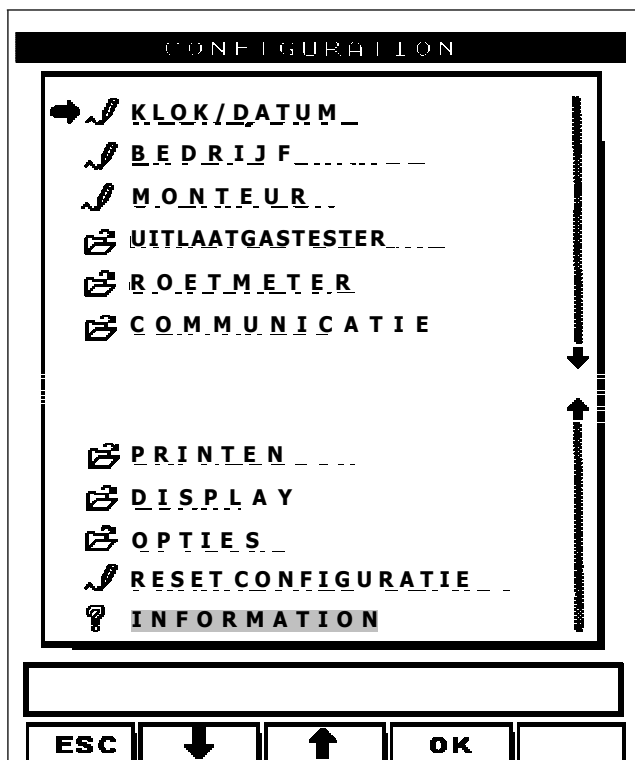 CONFIGURATION
KLOK/DATUM
BEDRIJF
MONTEUR
UITLAATGASTESTER
ROETMETER
COMMUNICATIE
PRINTEN
DISPLAY
OPTIES
RESET CONFIGURATIE
INFORMATION
ESC OK